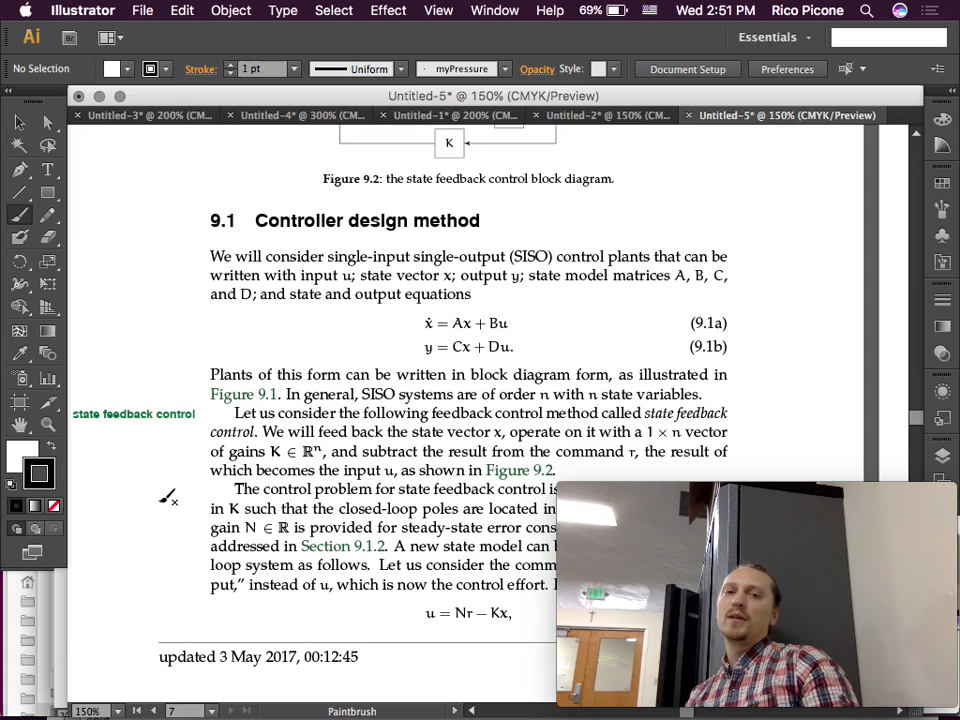 Illustrator File Edit Object Type Select Effect View Window Help 69% Wed 2:51 PM Rico Picone
Ai Br Essentials
No Selection Stroke: 1 pt Uniform myPressure Opacity Style: Document Setup Preferences
Untitled-5* @ 150% (CMYK/Preview)
Untitled-3* @ 200% (CM... Untitled-4* @ 300% (CM... Untitled-1* @ 200% (CM... Untitled-2* @ 150% (CM... Untitled-5* @ 150% (CMYK/Preview)
K
Figure 9.2: the state feedback control block diagram.
9.1 Controller design method
We will consider single-input single-output (SISO) control plants that can be
written with input u; state vector x; output y; state model matrices A, B, C,
and D; and state and output equations
ẋ = Ax + Bu (9.1a)
y = Cx + Du. (9.1b)
Plants of this form can be written in block diagram form, as illustrated in
Figure 9.1. In general, SISO systems are of order n with n state variables.
state feedback control
Let us consider the following feedback control method called state feedback
control. We will feed back the state vector x, operate on it with a 1 × n vector
of gains K ∈ ℝⁿ, and subtract the result from the command r, the result of
which becomes the input u, as shown in Figure 9.2.
The control problem for state feedback control is
in K such that the closed-loop poles are located in
gain N ∈ ℝ is provided for steady-state error cons
addressed in Section 9.1.2. A new state model can b
loop system as follows. Let us consider the comm
put,” instead of u, which is now the control effort.
u = Nr − Kx,
EXIT
updated 3 May 2017, 00:12:45
150% 7 Paintbrush